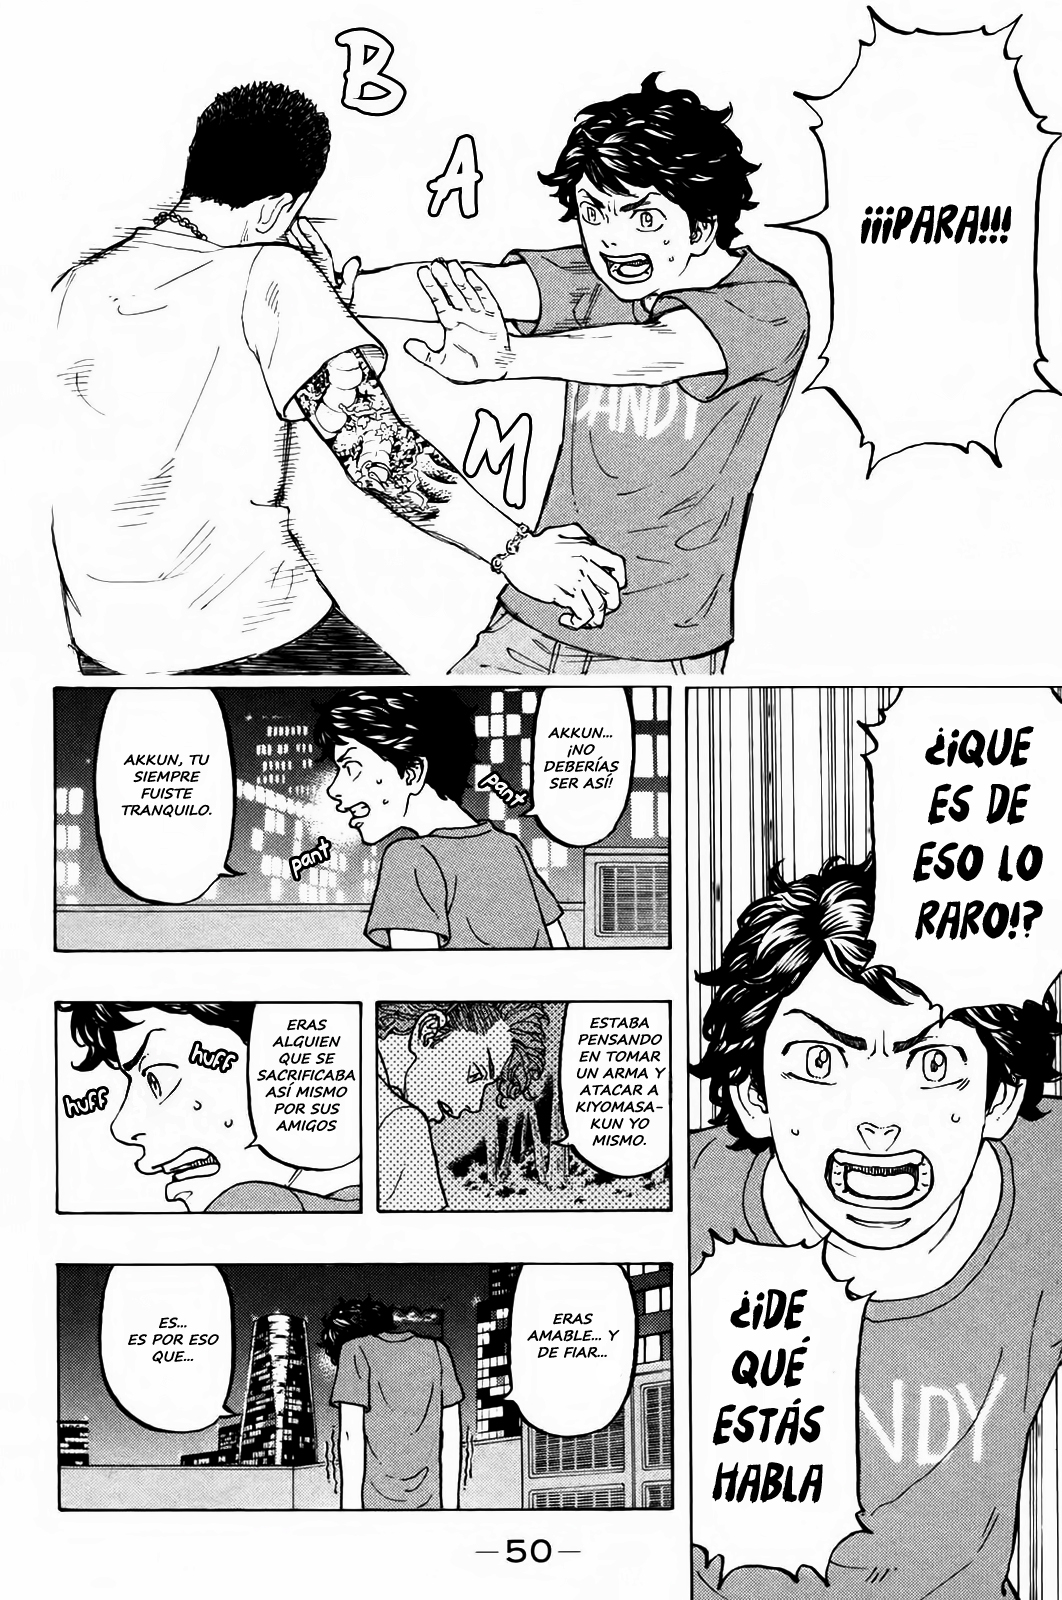 ¡¡¡PARA!!!
B
A
M
¿¡QUE
ES DE
ESO LO
RARO!?
¿¡DE
QUÉ
ESTÁS
HABLA
ANDY
NDY
AKKUN...
¡NO
DEBERÍAS
SER ASÍ!
pant
pant
AKKUN, TU
SIEMPRE
FUISTE
TRANQUILO.
ESTABA
PENSANDO
EN TOMAR
UN ARMA Y
ATACAR A
KIYOMASA-
KUN YO
MISMO.
ERAS
ALGUIEN
QUE SE
SACRIFICABA
ASÍ MISMO
POR SUS
AMIGOS
huff
huff
ERAS
AMABLE... Y
DE FIAR...
ES...
ES POR ESO
QUE...
—50—